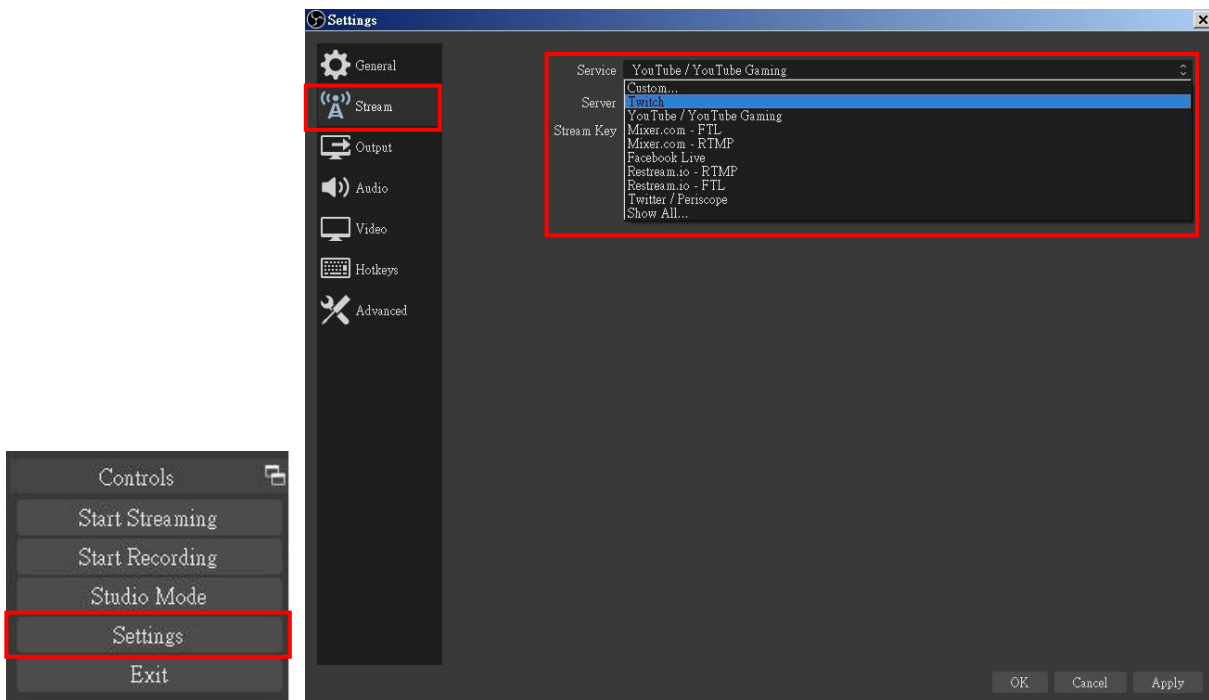 Settings
General
Stream
Output
Audio
Video
Hotkeys
Advanced
Service YouTube / YouTube Gaming
Server
Stream Key
Custom...
Twitch
YouTube / YouTube Gaming
Mixer.com - FTL
Mixer.com - RTMP
Facebook Live
Restream.io - RTMP
Restream.io - FTL
Twitter / Periscope
Show All...
OK Cancel Apply
Controls
Start Streaming
Start Recording
Studio Mode
Settings
Exit